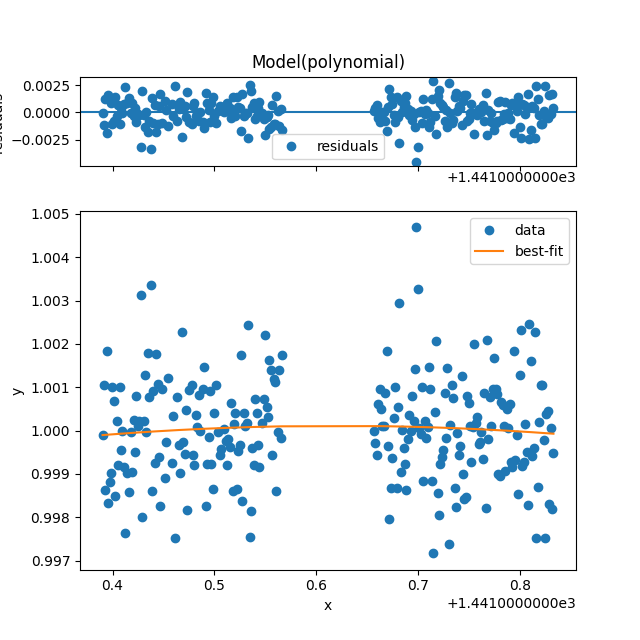 Model(polynomial)
0.0025
0.0000
−0.0025
residuals
+1.4410000000e3
1.005
1.004
1.003
1.002
1.001
1.000
0.999
0.998
0.997
y
data
best-fit
0.4 0.5 0.6 0.7 0.8
x
+1.4410000000e3